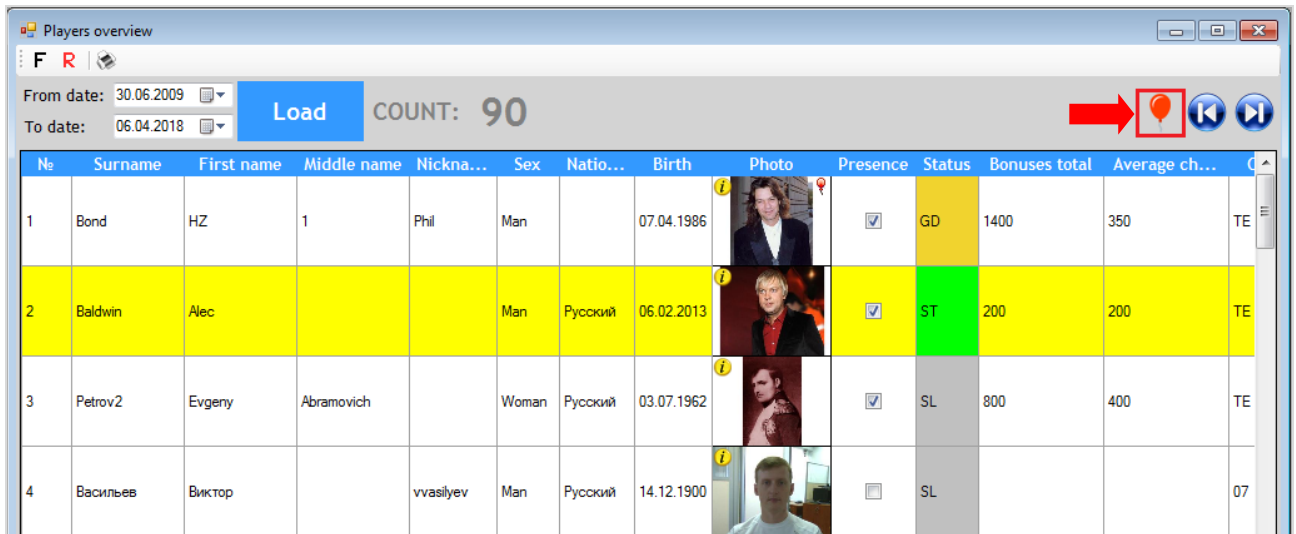 Players overview
F R
From date: 30.06.2009
To date: 06.04.2018
Load
COUNT: 90
№ Surname First name Middle name Nickna... Sex Natio... Birth Photo Presence Status Bonuses total Average ch...
1 Bond HZ 1 Phil Man 07.04.1986 i GD 1400 350 TE
2 Baldwin Alec Man Русский 06.02.2013 i ST 200 200 TE
3 Petrov2 Evgeny Abramovich Woman Русский 03.07.1962 i SL 800 400 TE
4 Васильев Виктор vvasilyev Man Русский 14.12.1900 i SL 07